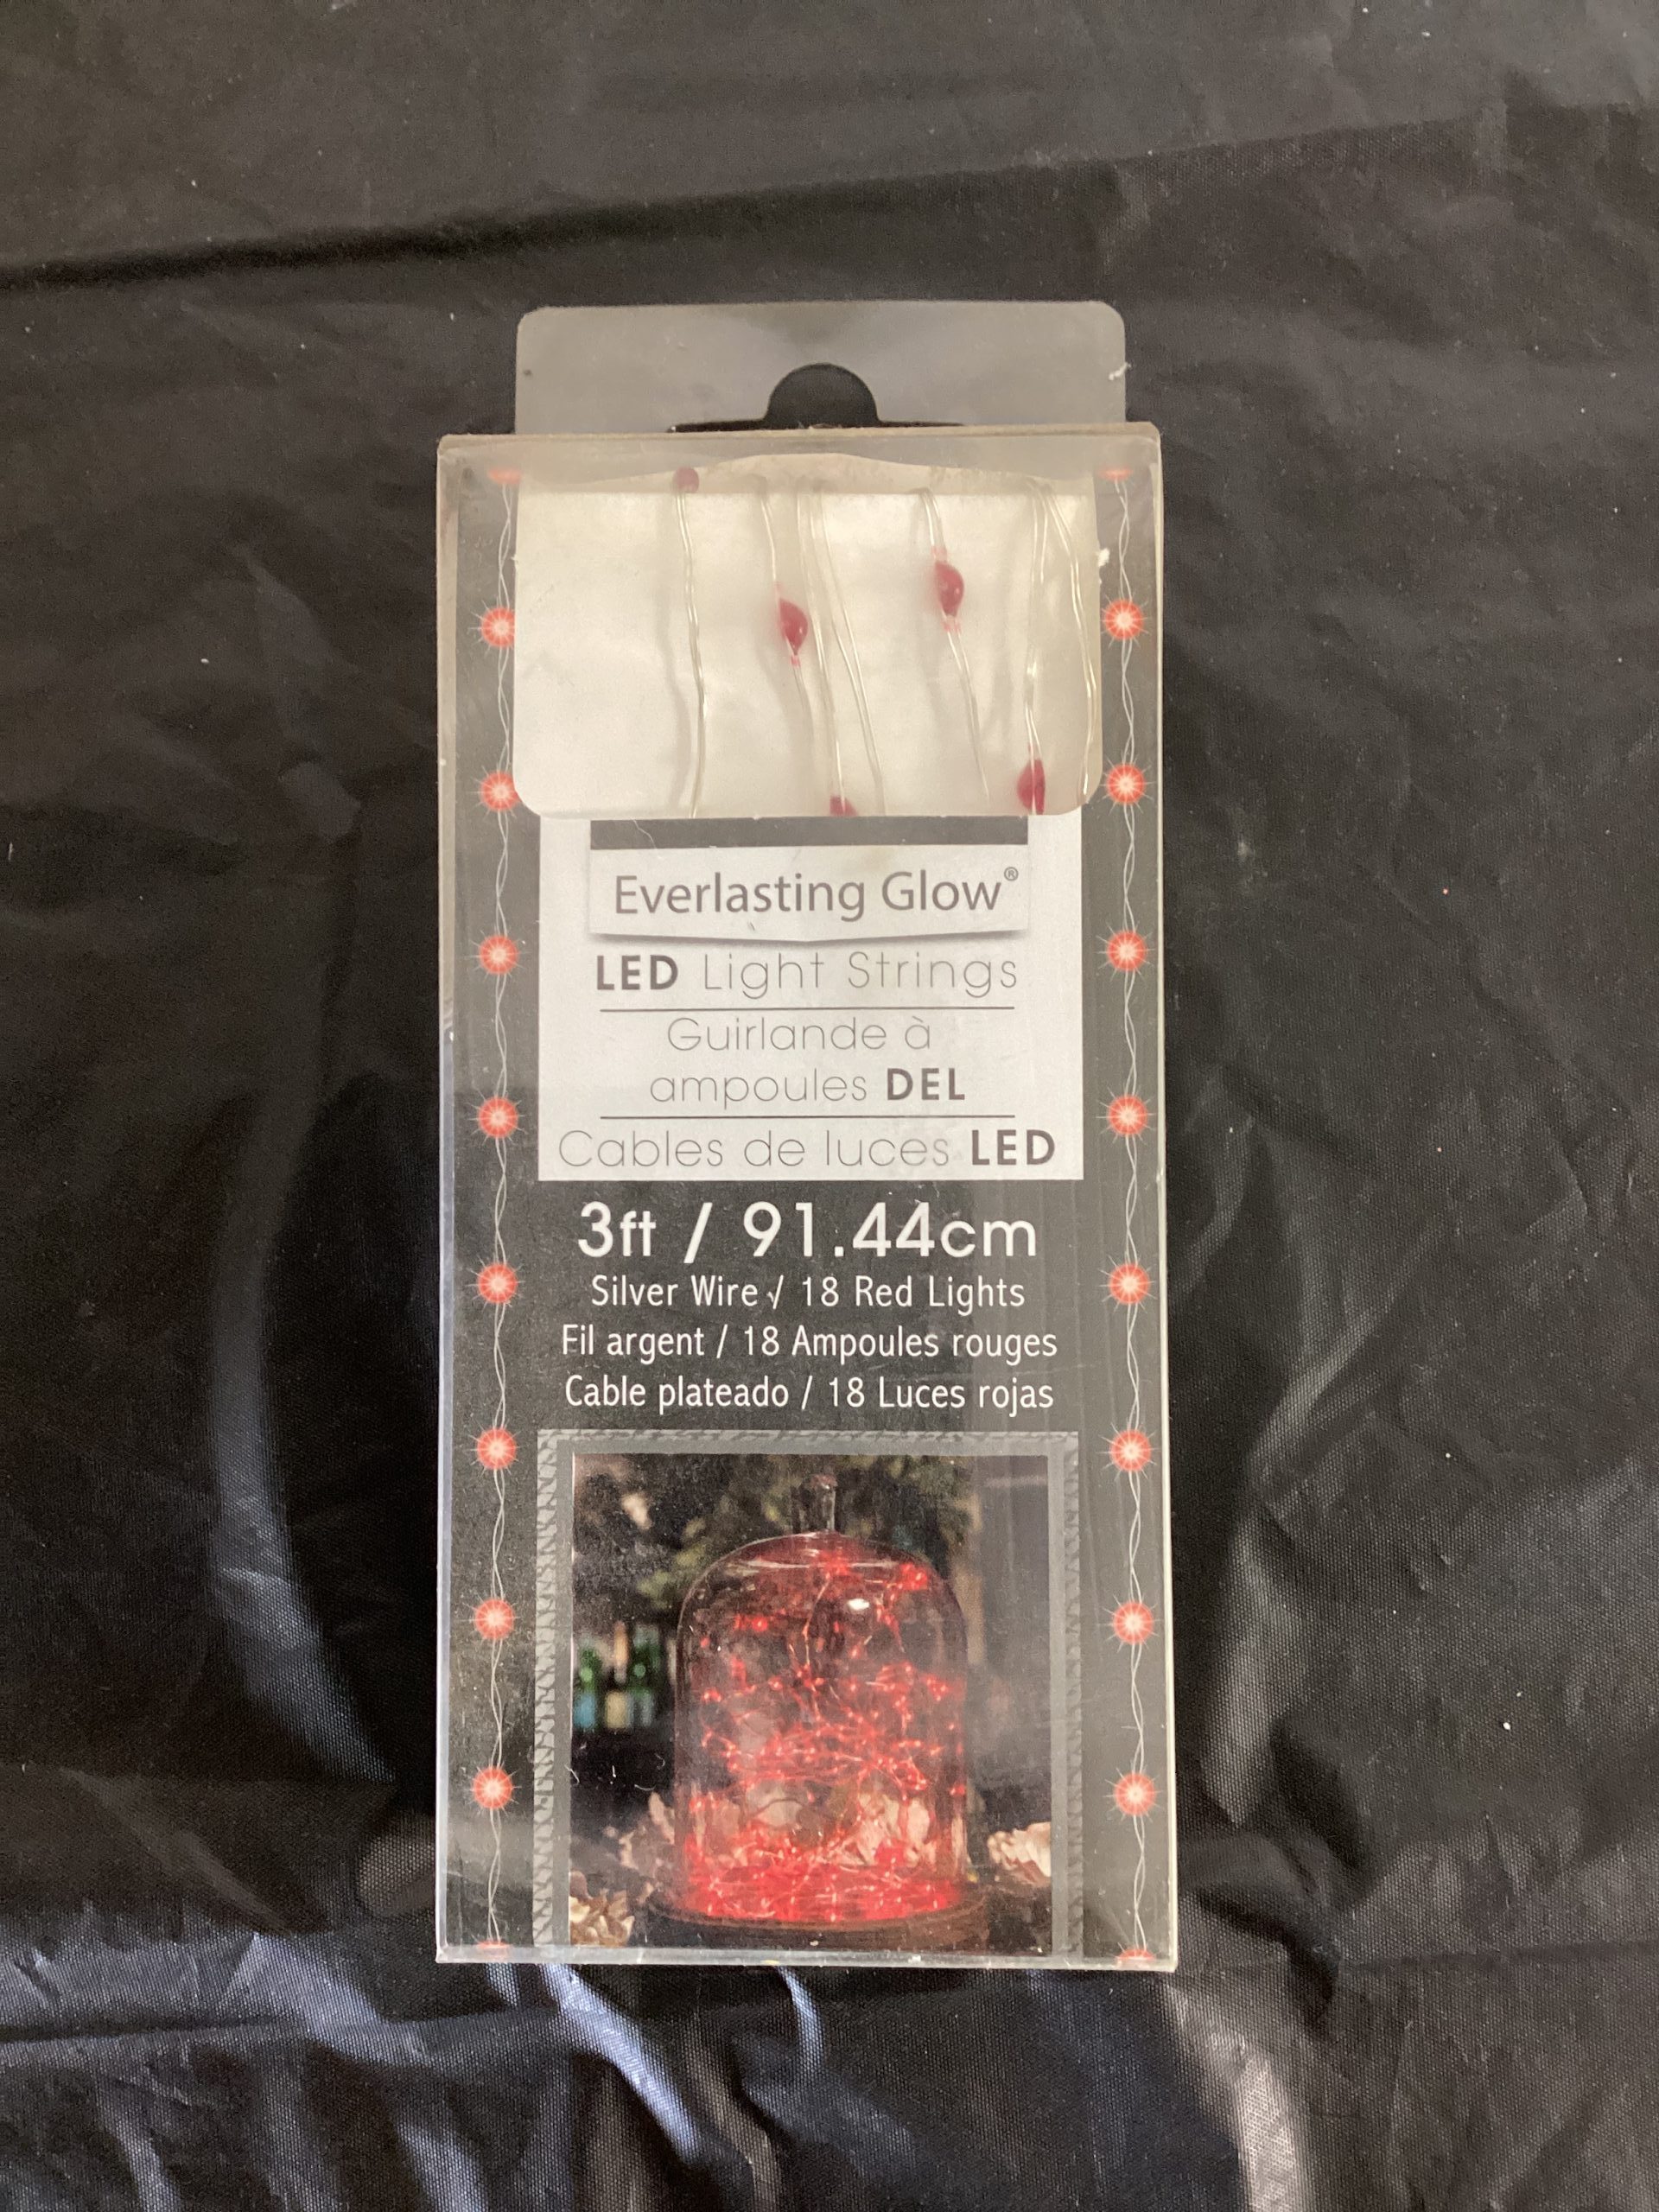 Everlasting Glow®
LED Light Strings
Guirlande à
ampoules DEL
Cables de luces LED
3ft / 91.44cm
Silver Wire / 18 Red Lights
Fil argent / 18 Ampoules rouges
Cable plateado / 18 Luces rojas